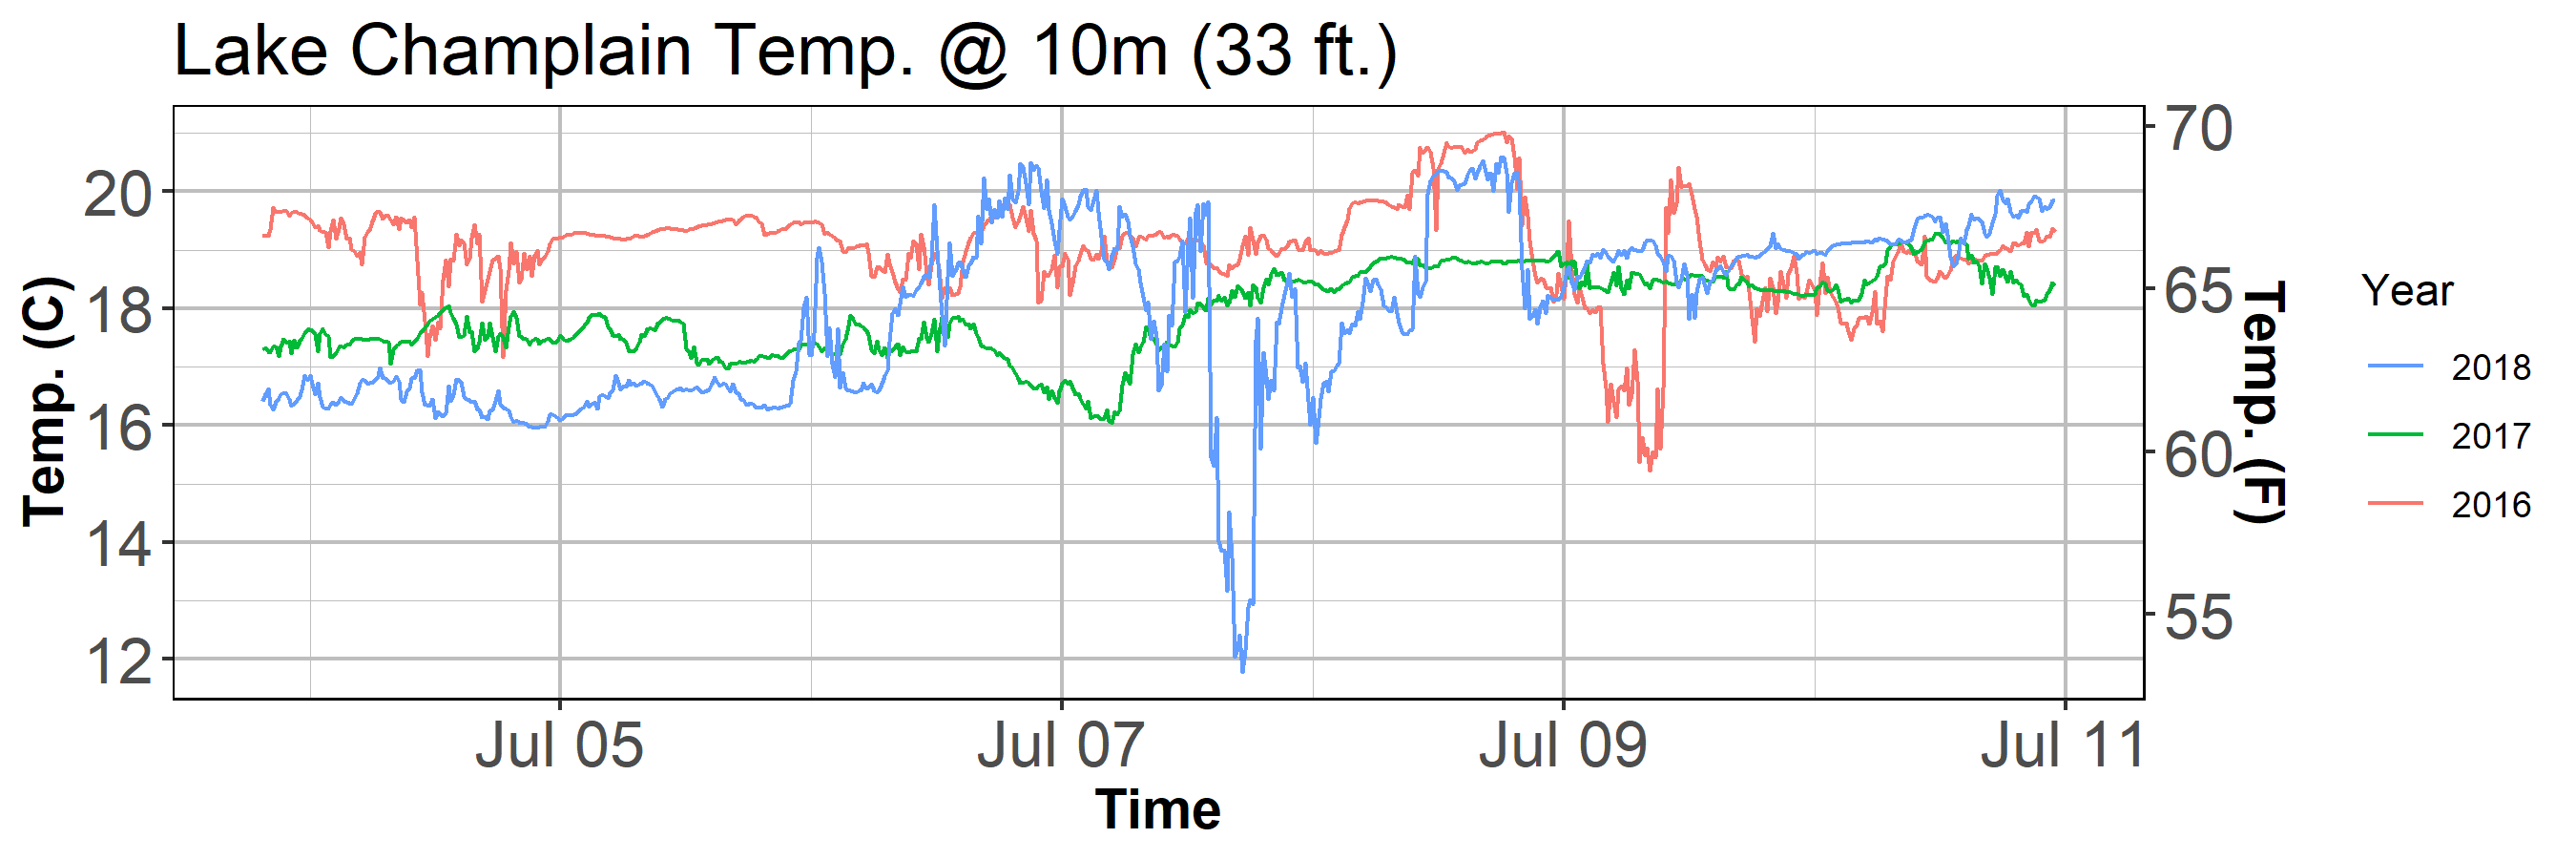 Lake Champlain Temp. @ 10m (33 ft.)
Temp. (C)
20
18
16
14
12
70
65
60
55
Temp. (F)
Jul 05
Jul 07
Jul 09
Jul 11
Time
Year
2018
2017
2016